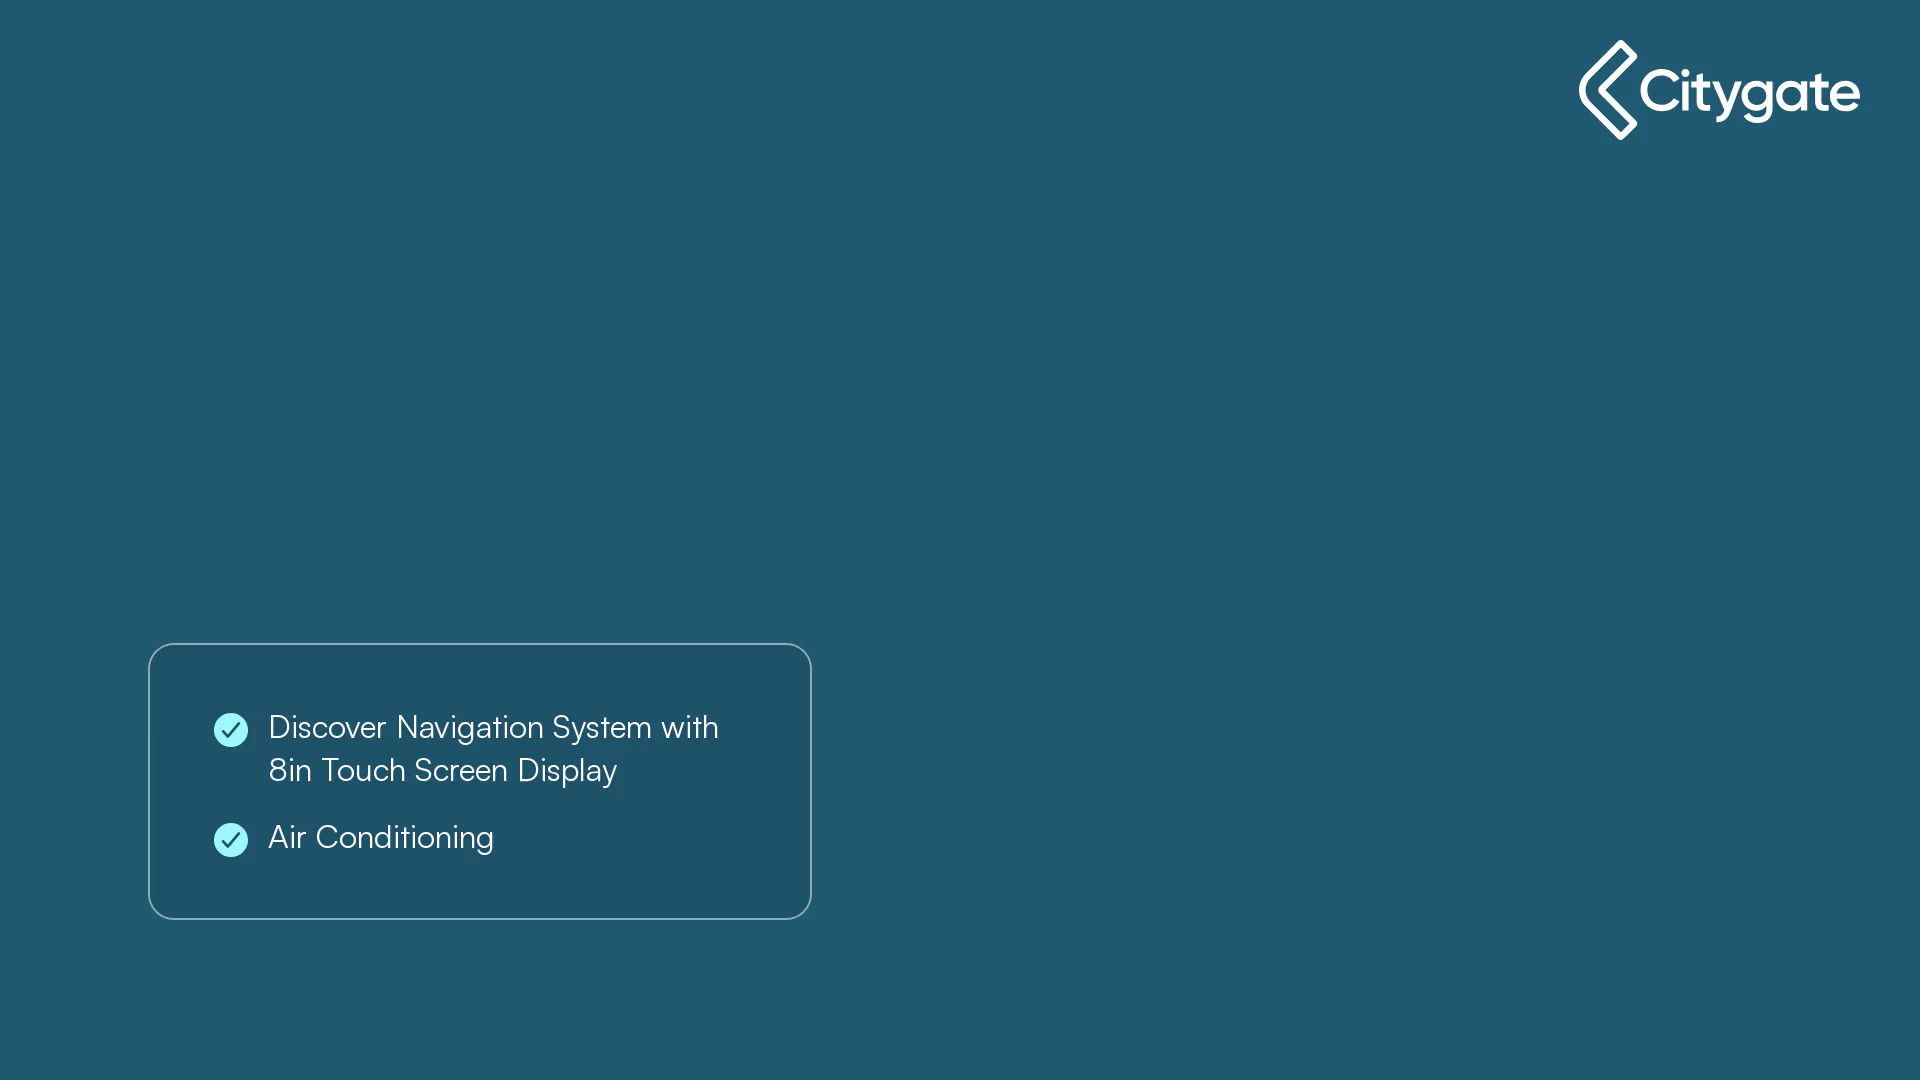 Citygate
Discover Navigation System with
8in Touch Screen Display
Air Conditioning